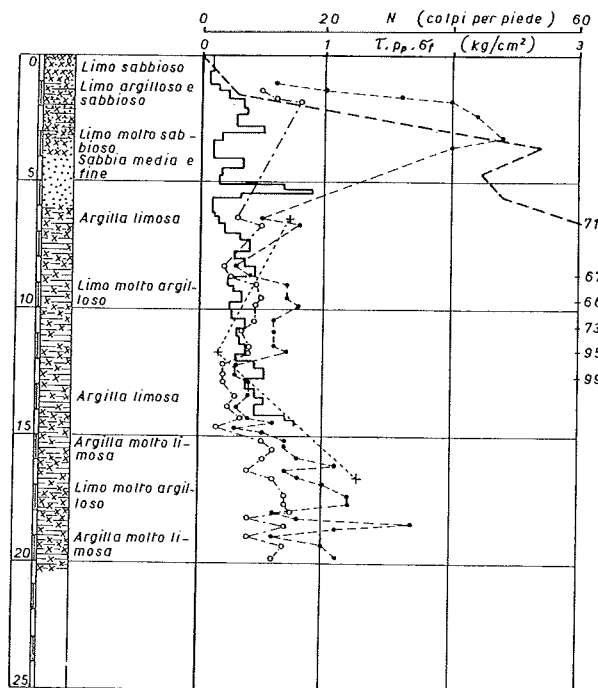 0 2 N (colpi per piede) 60
0 1 τ, pp, σf (kg/cm²) 3
0
Limo sabbioso
Limo argilloso e
sabbioso
Limo molto sab-
bioso
Sabbia media e
fine
5
Argilla limosa
71
67
Limo molto argil-
loso
66
10
73
95
99
Argilla limosa
15
Argilla molto li-
mosa
Limo molto argil-
loso
Argilla molto li-
mosa
20
25